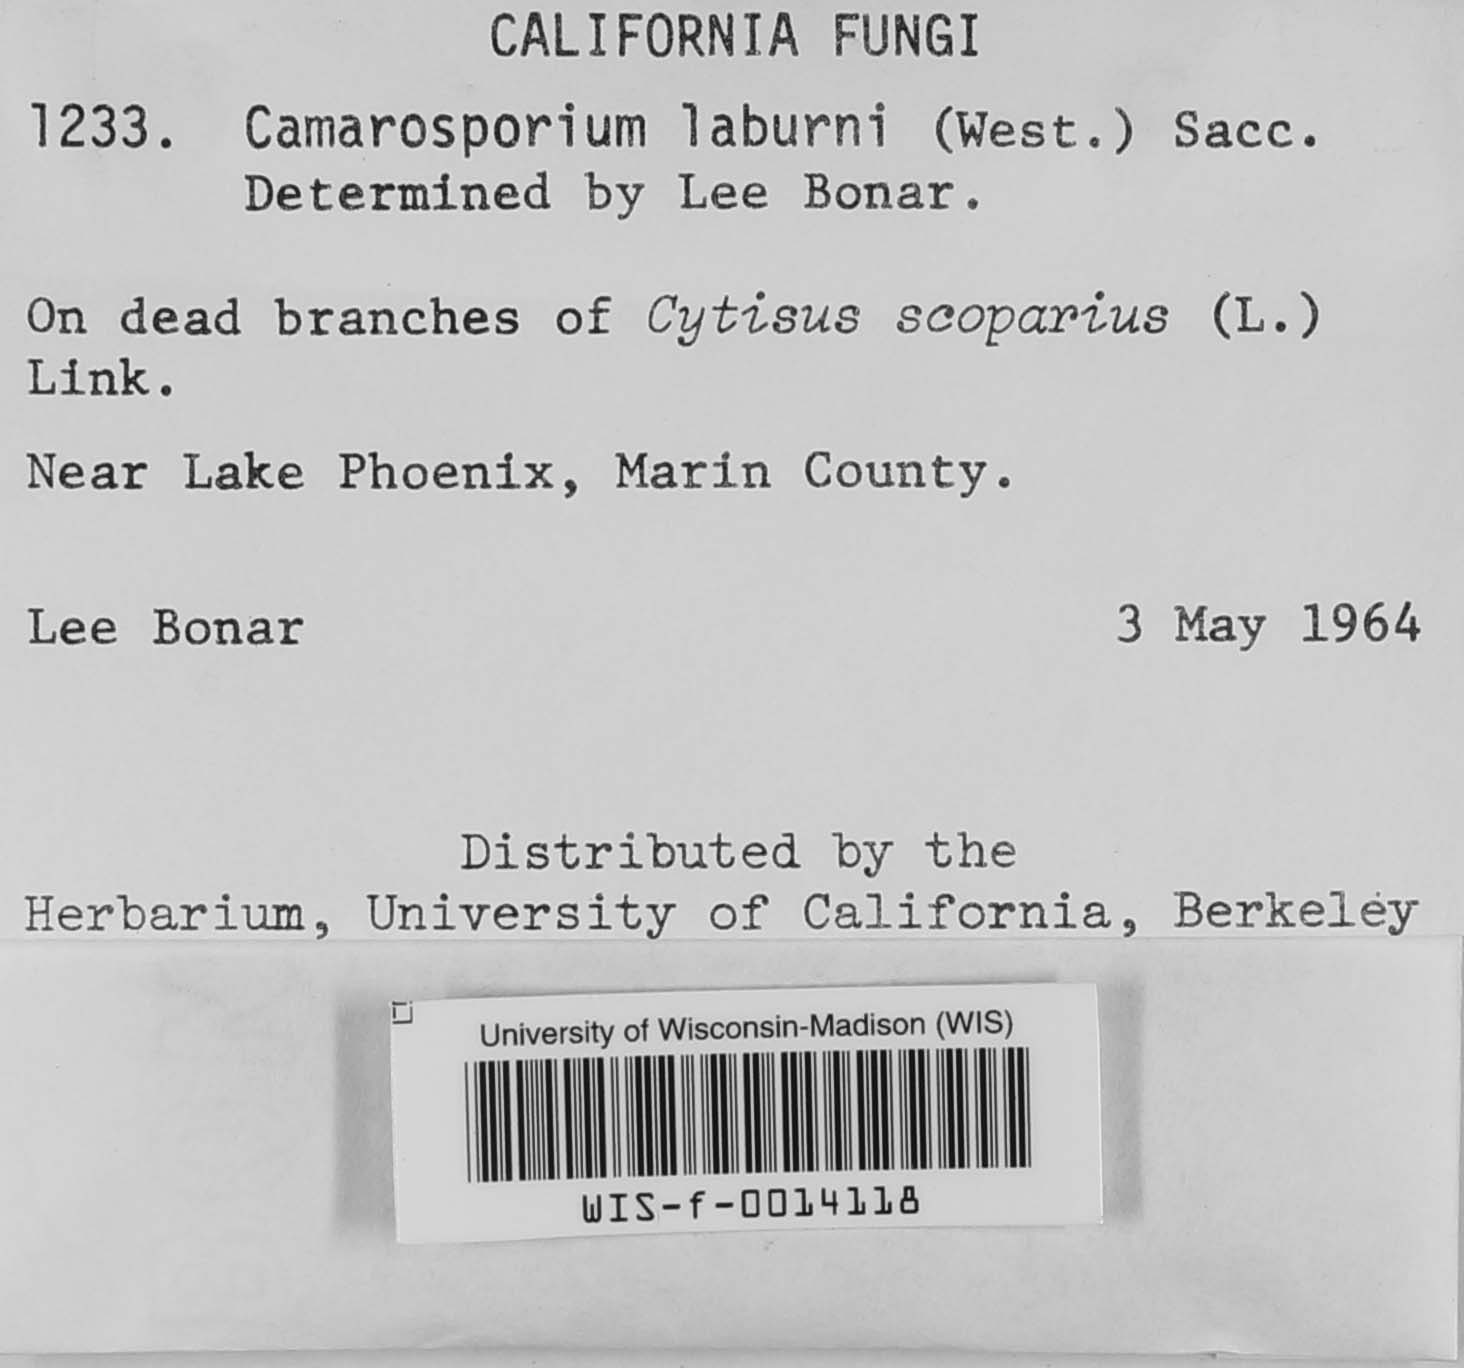 CALIFORNIA FUNGI
1233. Camarosporium laburni (West.) Sacc.
Determined by Lee Bonar.
On dead branches of Cytisus scoparius (L.)
Link.
Near Lake Phoenix, Marin County.
Lee Bonar 3 May 1964
Distributed by the
Herbarium, University of California, Berkeley
University of Wisconsin-Madison (WIS)
WIS-f-0014118